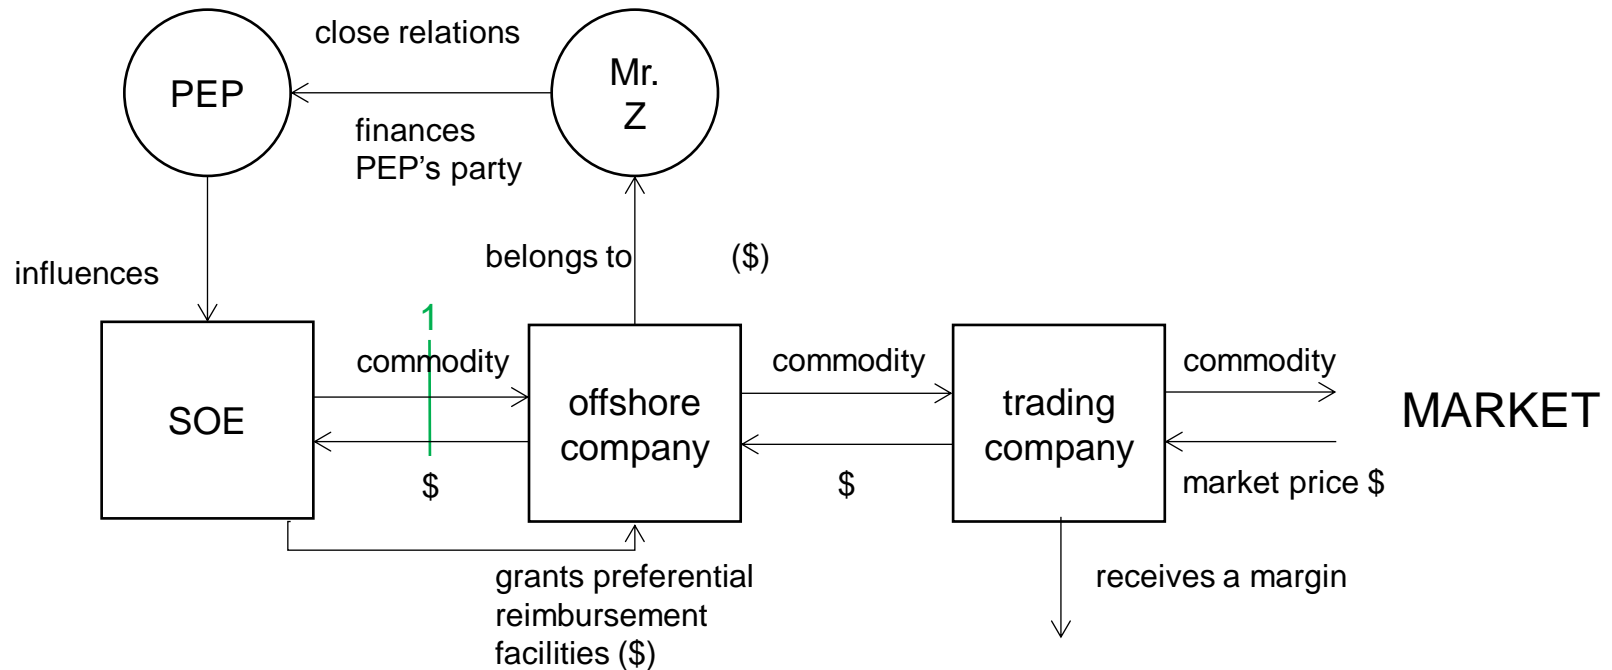 close relations
PEP
Mr.
Z
finances
PEP's party
belongs to
($)
influences
1
commodity
commodity
commodity
SOE
offshore
company
trading
company
MARKET
$
$
market price $
grants preferential
reimbursement
facilities ($)
receives a margin